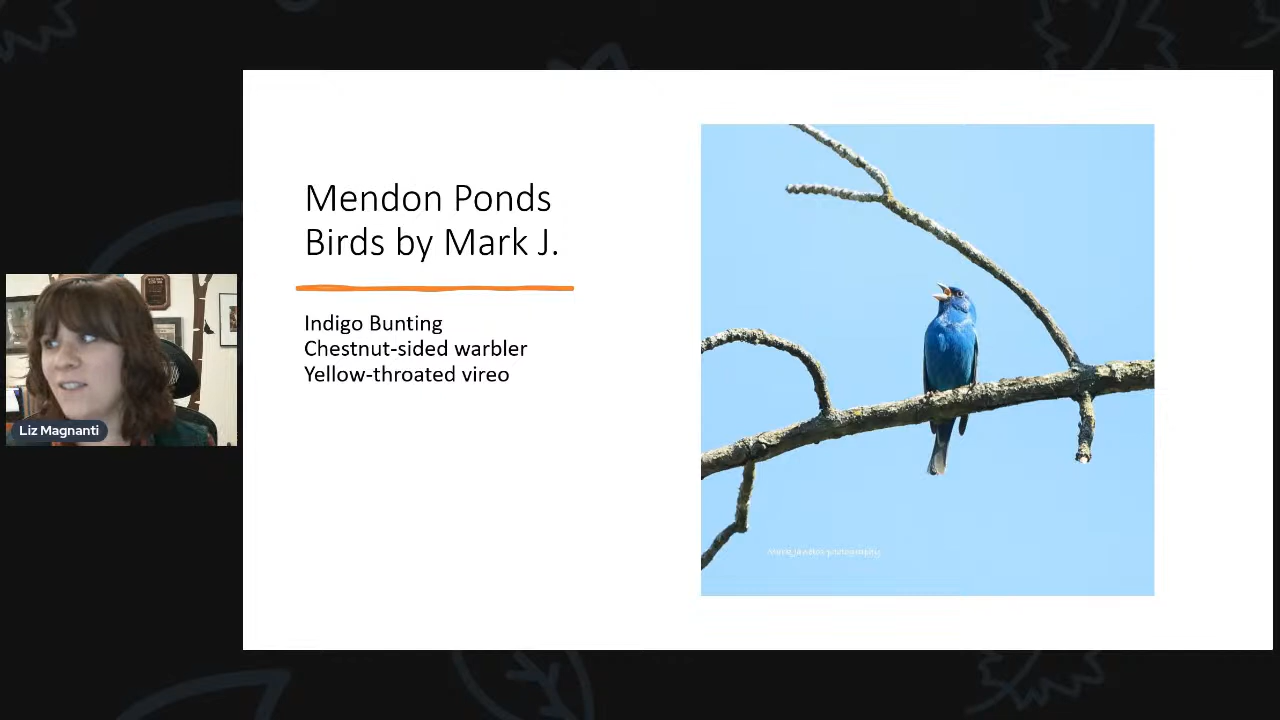 Mendon Ponds
Birds by Mark J.
Indigo Bunting
Chestnut-sided warbler
Yellow-throated vireo
Liz Magnanti